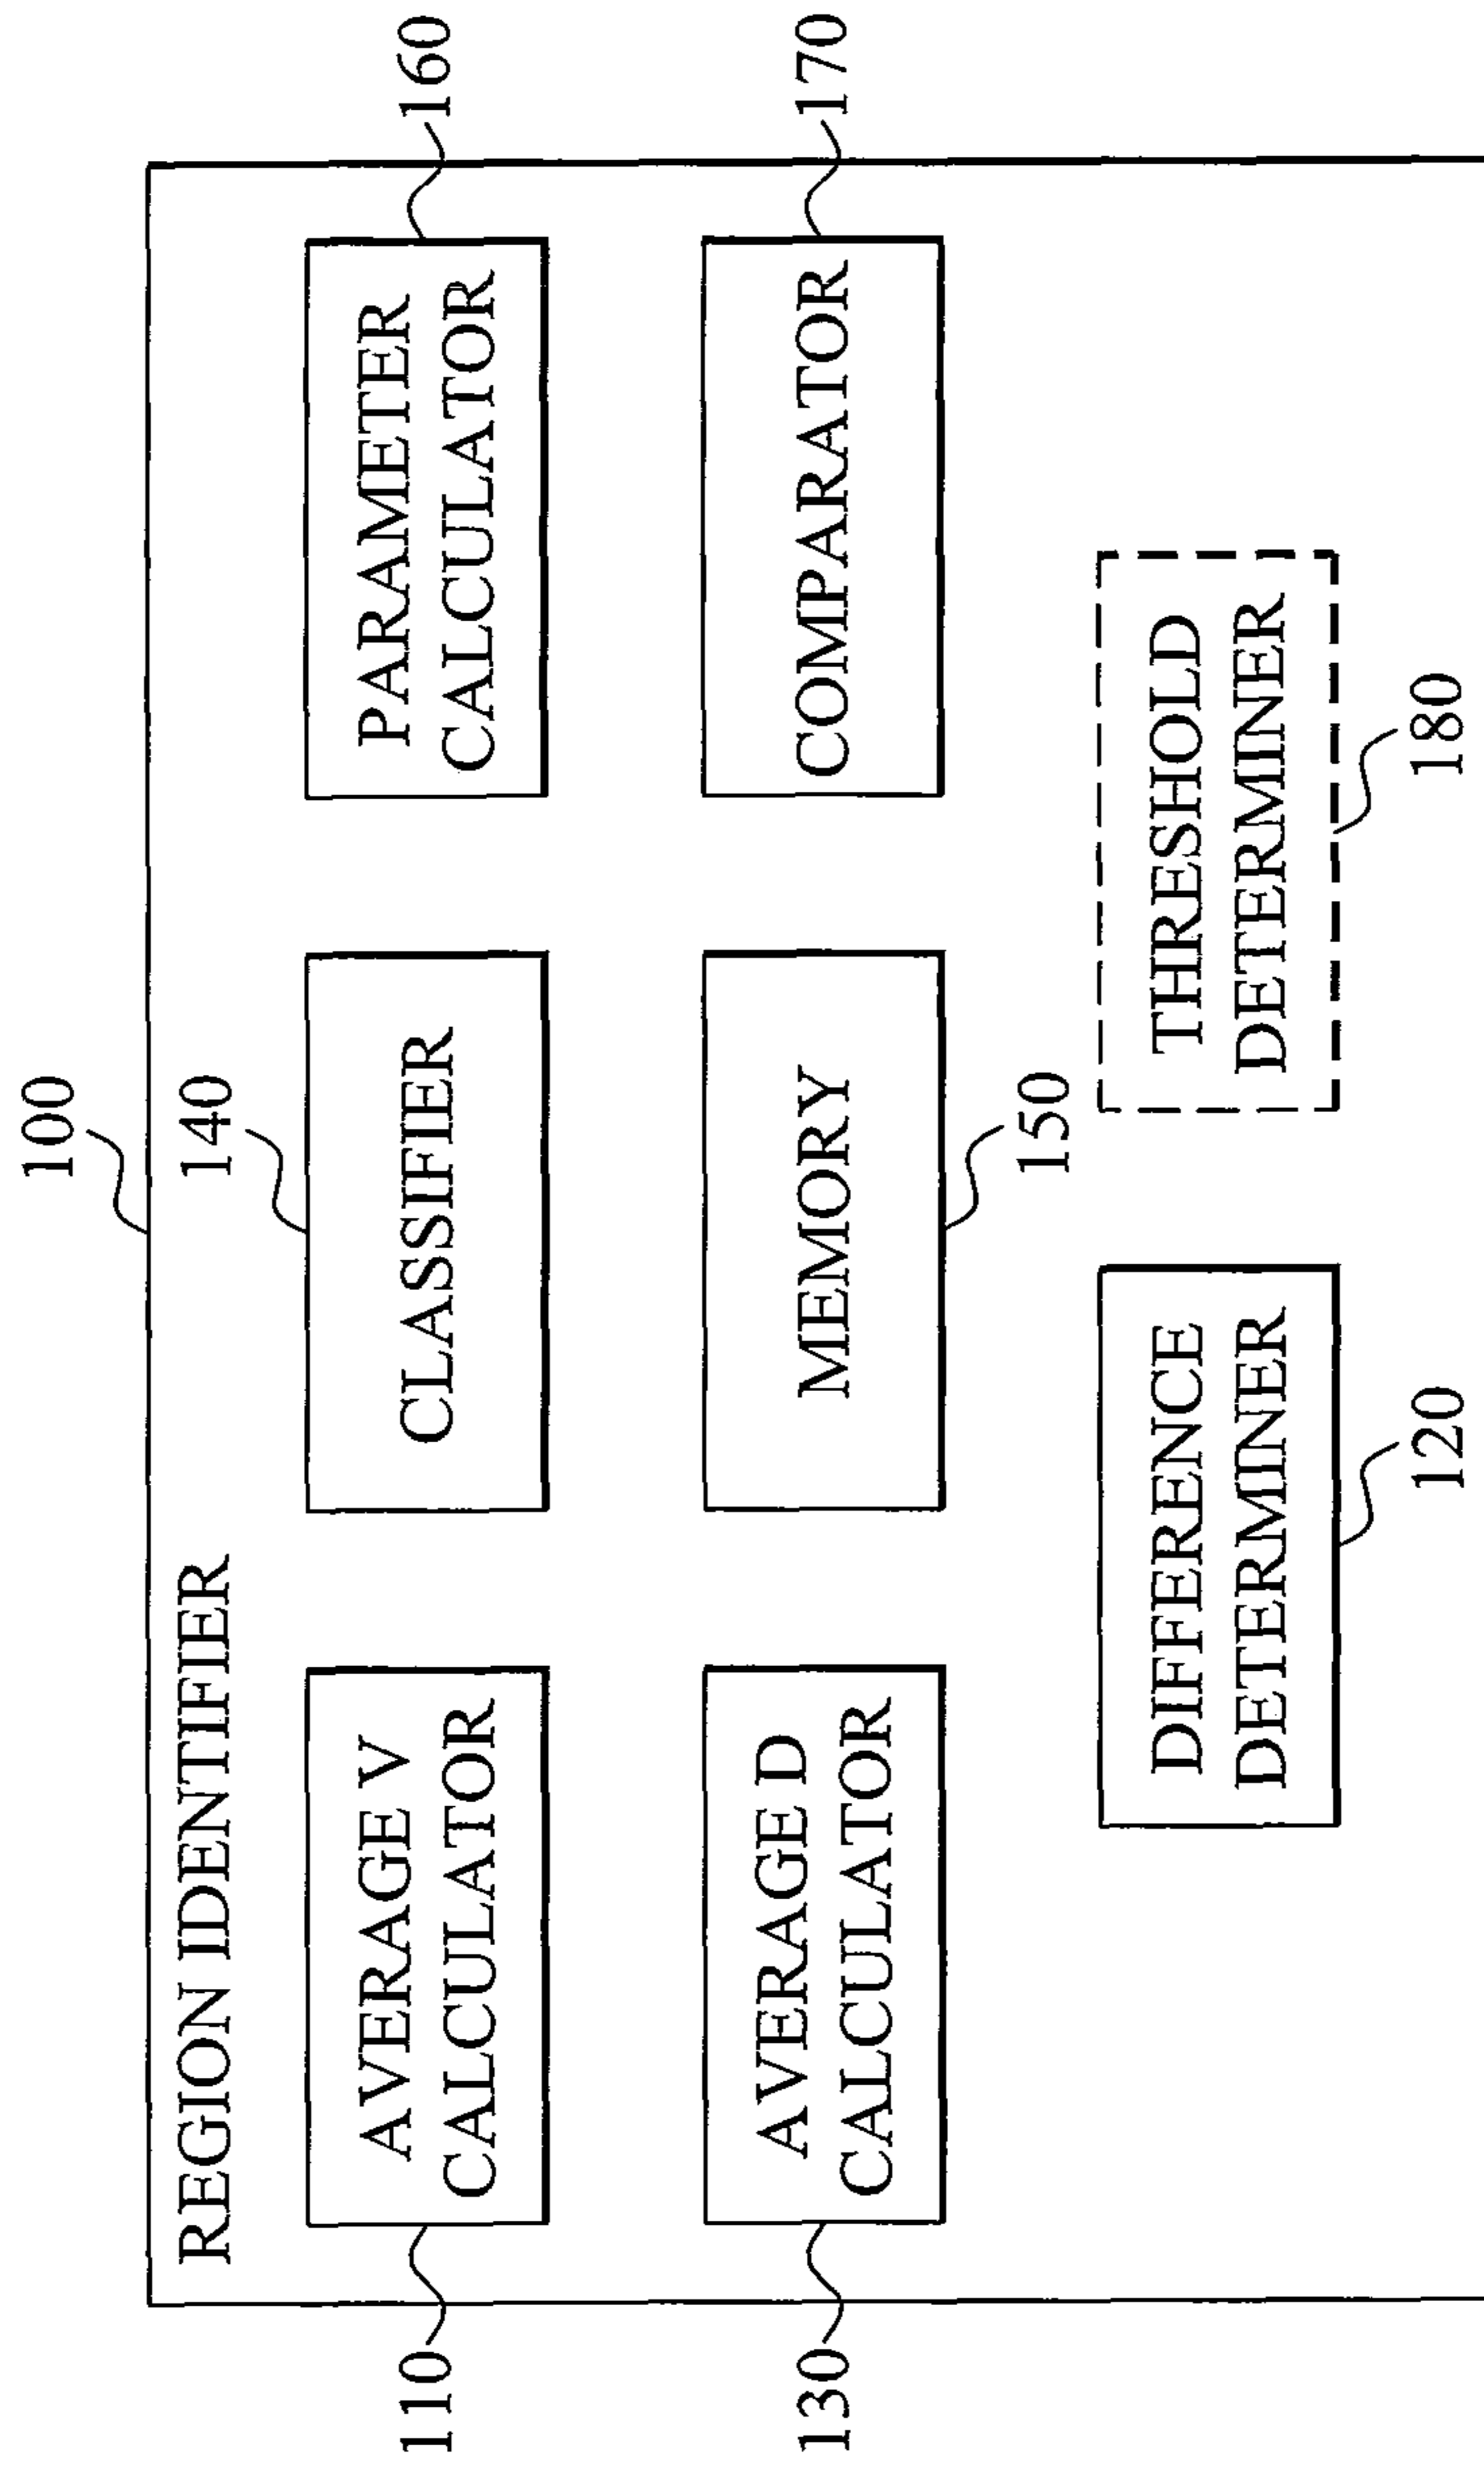 100
REGION IDENTIFIER
140
110
AVERAGE V
CALCULATOR
CLASSIFIER
PARAMETER
CALCULATOR
160
130
AVERAGE D
CALCULATOR
MEMORY
COMPARATOR
170
150
DIFFERENCE
DETERMINER
THRESHOLD
DETERMINER
120
180